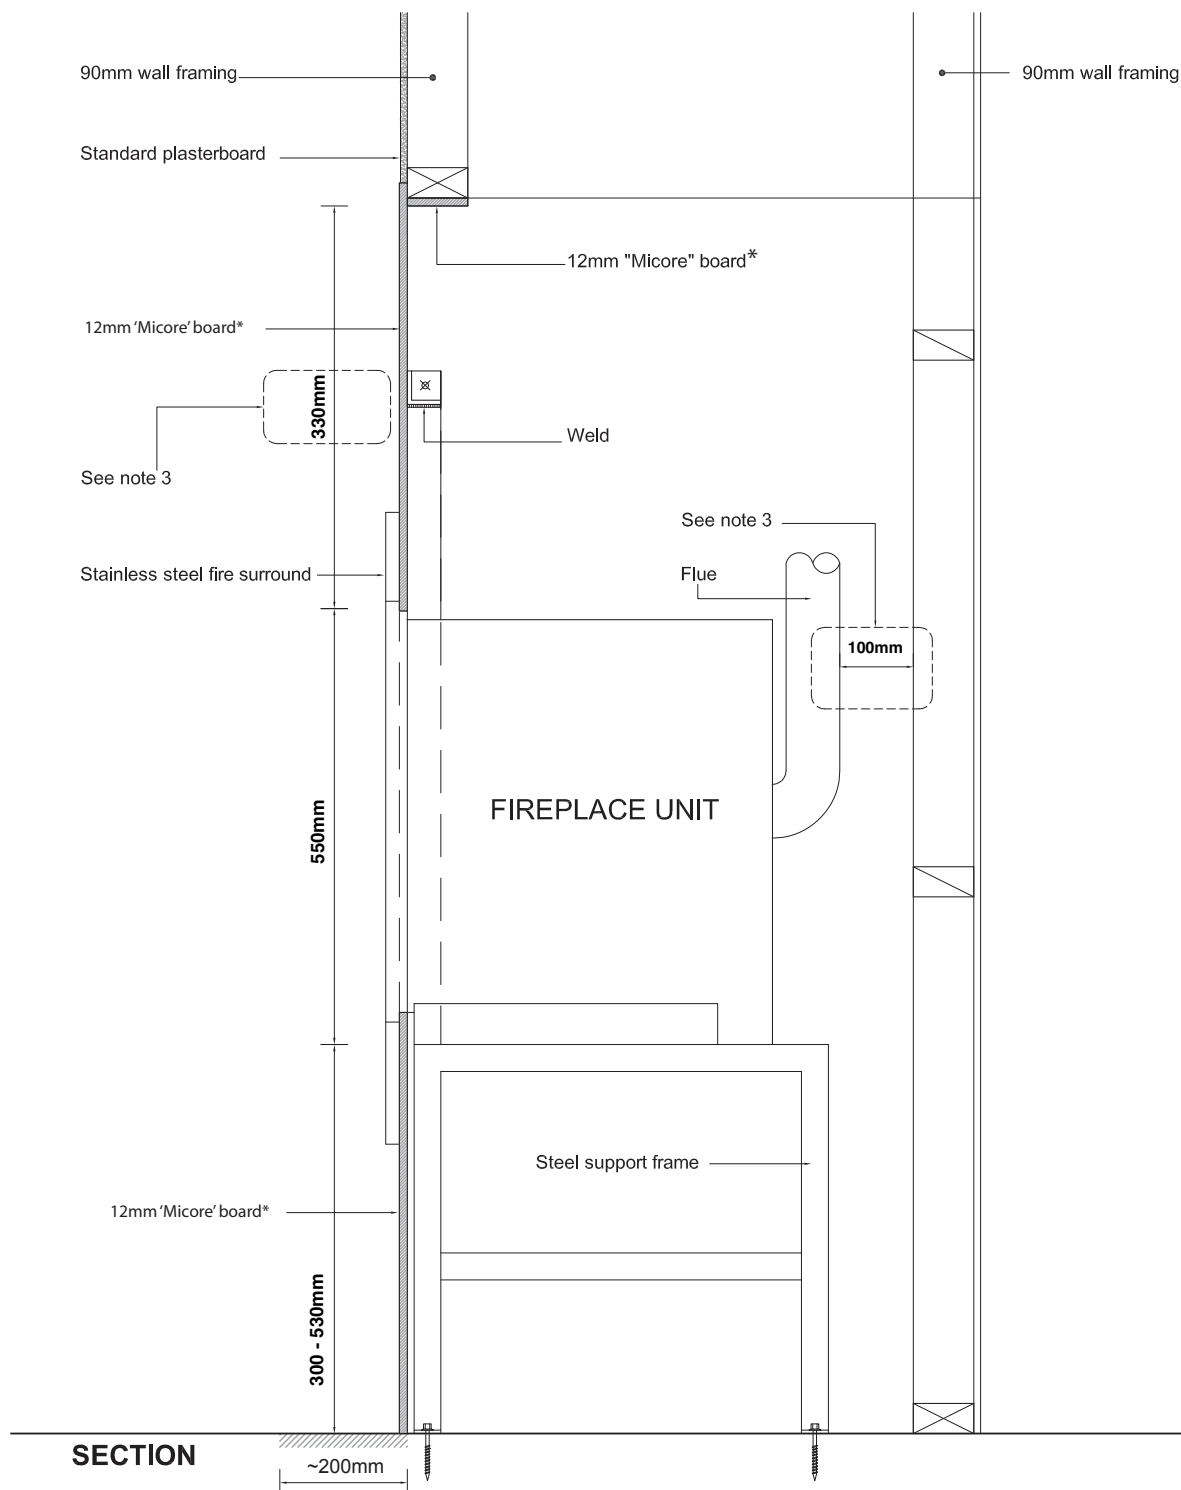 90mm wall framing
90mm wall framing
Standard plasterboard
12mm "Micore" board*
12mm 'Micore' board*
330mm
Weld
See note 3
See note 3
Stainless steel fire surround
Flue
100mm
FIREPLACE UNIT
550mm
Steel support frame
12mm 'Micore' board*
300 - 530mm
SECTION
~200mm